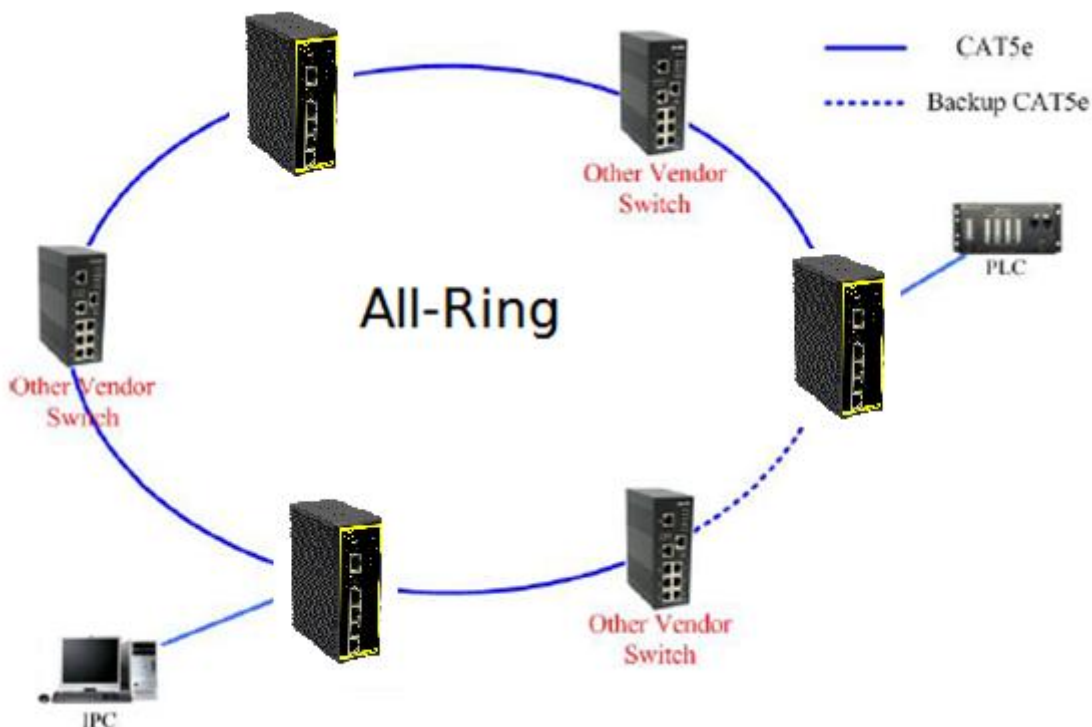 CAT5e
Backup CAT5e
Other Vendor
Switch
PLC
All-Ring
Other Vendor
Switch
Other Vendor
Switch
IPC